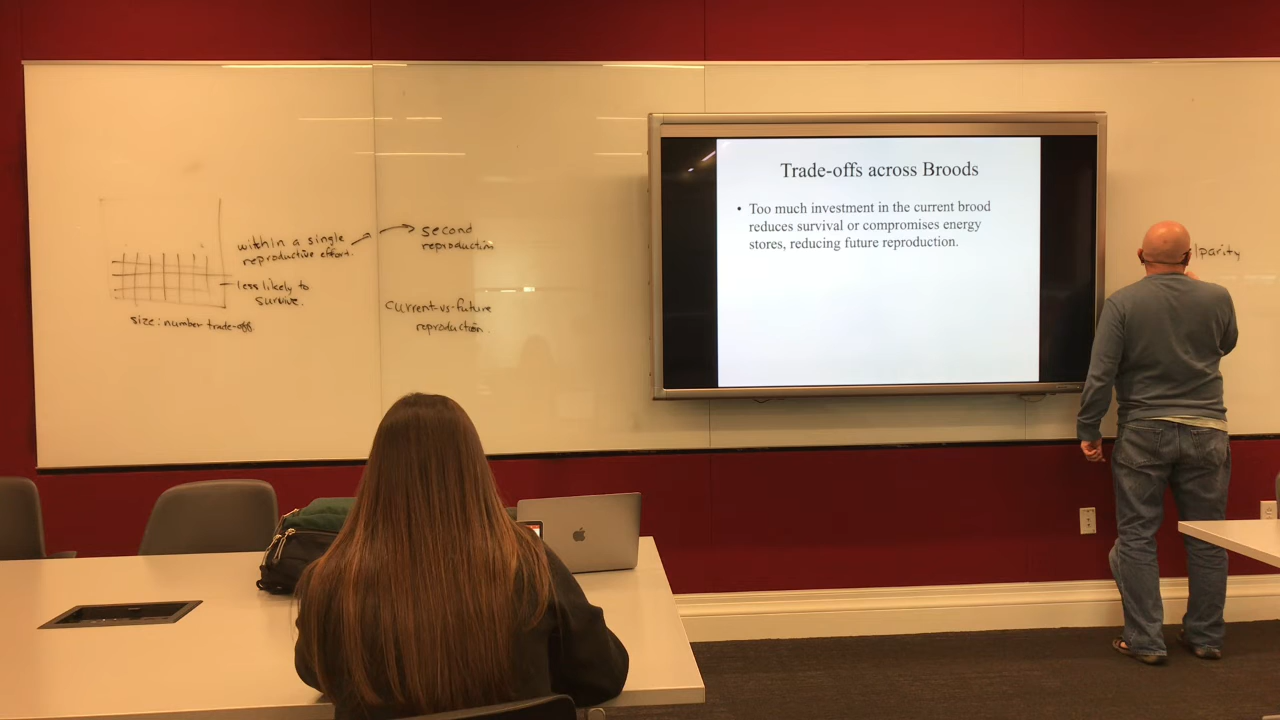 within a single
reproductive effort.
less likely to
survive.
size: number trade-off
second
reproduction
current-vs-future
reproduction.
Trade-offs across Broods
• Too much investment in the current brood
reduces survival or compromises energy
stores, reducing future reproduction.
parity